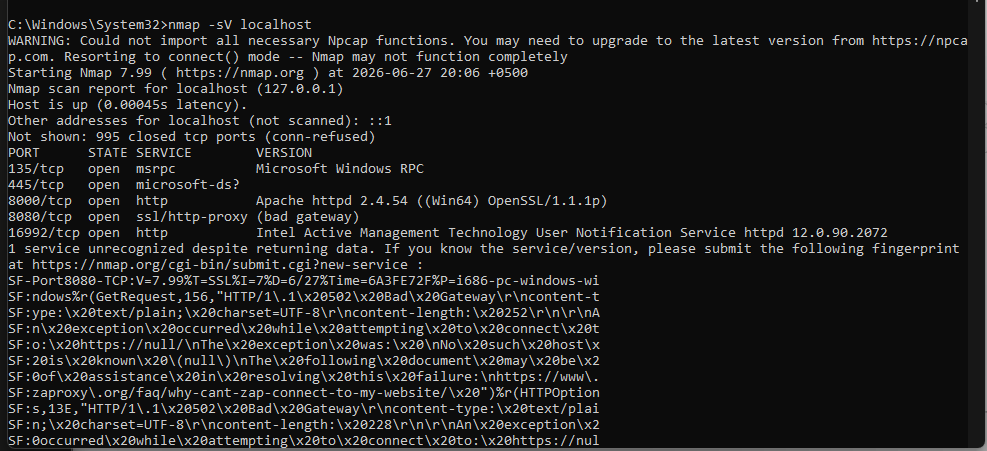 C:\Windows\System32>nmap -sV localhost
WARNING: Could not import all necessary Npcap functions. You may need to upgrade to the latest version from https://npca
p.com. Resorting to connect() mode -- Nmap may not function completely
Starting Nmap 7.99 ( https://nmap.org ) at 2026-06-27 20:06 +0500
Nmap scan report for localhost (127.0.0.1)
Host is up (0.00045s latency).
Other addresses for localhost (not scanned): ::1
Not shown: 995 closed tcp ports (conn-refused)
PORT      STATE SERVICE        VERSION
135/tcp   open  msrpc          Microsoft Windows RPC
445/tcp   open  microsoft-ds?
8000/tcp  open  http           Apache httpd 2.4.54 ((Win64) OpenSSL/1.1.1p)
8080/tcp  open  ssl/http-proxy (bad gateway)
16992/tcp open  http           Intel Active Management Technology User Notification Service httpd 12.0.90.2072
1 service unrecognized despite returning data. If you know the service/version, please submit the following fingerprint
at https://nmap.org/cgi-bin/submit.cgi?new-service :
SF-Port8080-TCP:V=7.99%T=SSL%I=7%D=6/27%Time=6A3FE72F%P=i686-pc-windows-wi
SF:ndows%r(GetRequest,156,"HTTP/1\.1\x20502\x20Bad\x20Gateway\r\ncontent-t
SF:ype:\x20text/plain;\x20charset=UTF-8\r\ncontent-length:\x20252\r\n\r\nA
SF:n\x20exception\x20occurred\x20while\x20attempting\x20to\x20connect\x20t
SF:o:\x20https://null/\nThe\x20exception\x20was:\x20\nNo\x20such\x20host\x
SF:20is\x20known\x20\(null\)\nThe\x20following\x20document\x20may\x20be\x2
SF:0of\x20assistance\x20in\x20resolving\x20this\x20failure:\nhttps://www\.
SF:zaproxy\.org/faq/why-cant-zap-connect-to-my-website/\x20")%r(HTTPOption
SF:s,13E,"HTTP/1\.1\x20502\x20Bad\x20Gateway\r\ncontent-type:\x20text/plai
SF:n;\x20charset=UTF-8\r\ncontent-length:\x20228\r\n\r\nAn\x20exception\x2
SF:0occurred\x20while\x20attempting\x20to\x20connect\x20to:\x20https://nul